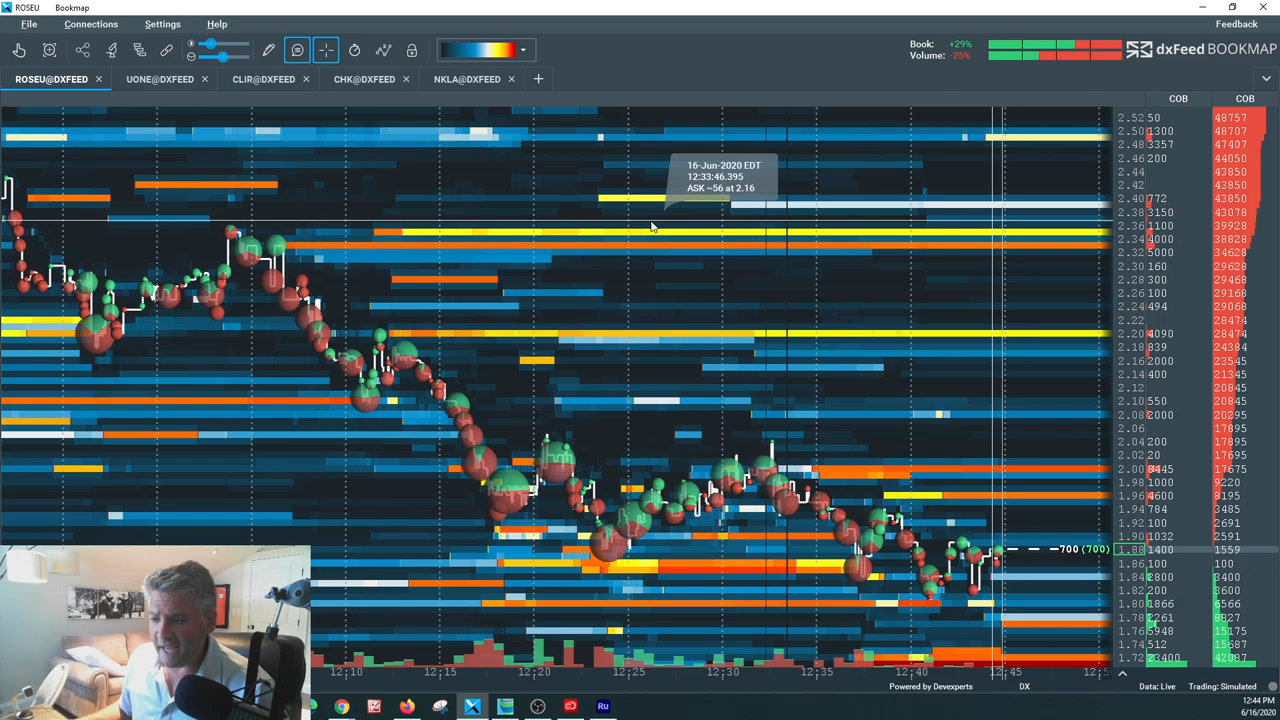 ROSEU Bookmap
File Connections Settings Help Feedback
Book: +29%
Volume: -25%
dxFeed BOOKMAP
ROSEU@DXFEED UONE@DXFEED CLIR@DXFEED CHK@DXFEED NKLA@DXFEED
COB COB
16-Jun-2020 EDT
12:33:46.395
ASK ~56 at 2.16
2.52 50 48757
2.50 1300 48707
2.48 3357 47407
2.46 200 44050
2.44 43850
2.42 43850
2.40 772 43850
2.38 3150 43078
2.36 1100 39928
2.34 4000 38828
2.32 5000 34628
2.30 160 29628
2.28 300 29468
2.26 100 29168
2.24 494 29068
2.22 28474
2.20 4090 28474
2.18 839 24384
2.16 2000 23545
2.14 400 21345
2.12 20845
2.10 550 20845
2.08 2000 20295
2.06 17895
2.04 200 17895
2.02 20 17695
2.00 8445 17675
1.98 1000 9220
1.96 4600 8195
1.94 784 3485
1.92 100 2691
1.90 1032 2591
700 (700) 1.88 1400 1559
1.86 100 100
1.84 2800 3400
1.82 200 3600
1.80 1866 6566
1.78 2261 8827
1.76 5948 15175
1.74 512 15687
1.72 23400 42087
12:10 12:15 12:20 12:25 12:30 12:35 12:40 12:45
Powered by Devexperts DX Data: Live Trading: Simulated
Ru
12:44 PM
6/16/2020